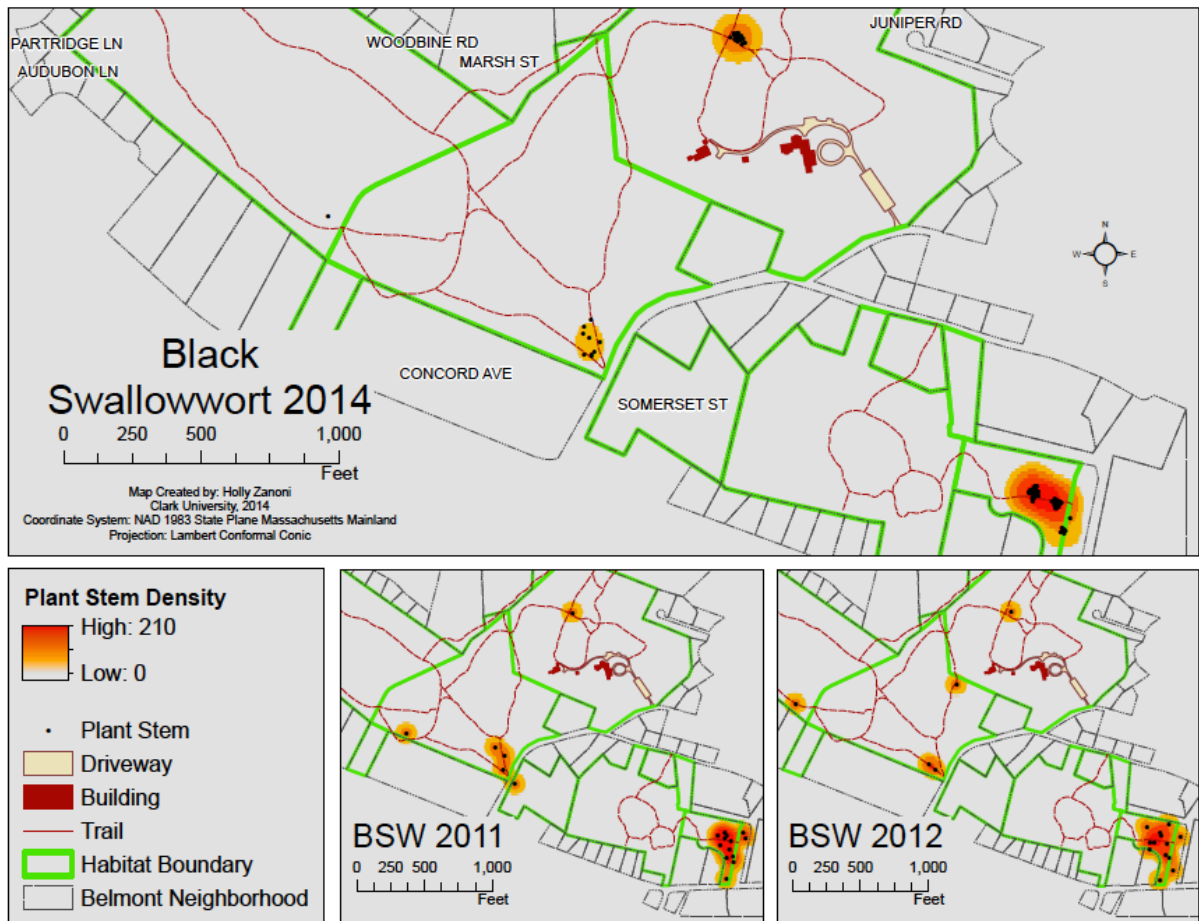 PARTRIDGE LN
AUDUBON LN
WOODBINE RD
MARSH ST
JUNIPER RD
N
W E
S
CONCORD AVE
SOMERSET ST
Black
Swallowwort 2014
0 250 500 1,000
Feet
Map Created by: Holly Zanoni
Clark University, 2014
Coordinate System: NAD 1983 State Plane Massachusetts Mainland
Projection: Lambert Conformal Conic
Plant Stem Density
High: 210
Low: 0
Plant Stem
Driveway
Building
Trail
Habitat Boundary
Belmont Neighborhood
BSW 2011
0 250 500 1,000
Feet
BSW 2012
0 250 500 1,000
Feet